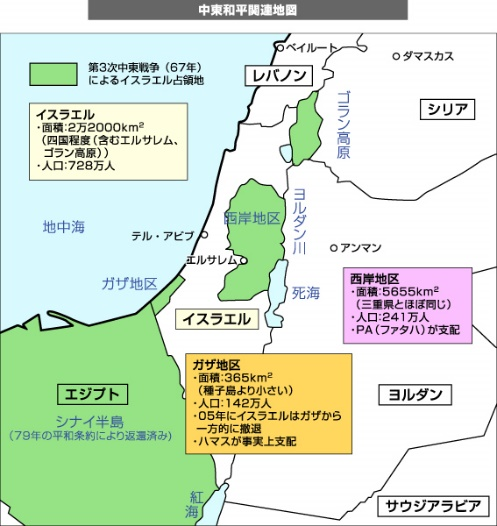 中東和平関連地図
第3次中東戦争（67年）
によるイスラエル占領地
イスラエル
・面積：2万2000km²
（四国程度（含むエルサレム、
ゴラン高原））
・人口：728万人
ベイルート
レバノン
ダマスカス
シリア
ゴラン高原
地中海
西岸地区
ヨルダン川
テル・アビブ
エルサレム
アンマン
ガザ地区
死海
イスラエル
西岸地区
・面積：5655km²
（三重県とほぼ同じ）
・人口：241万人
・PA（ファタハ）が支配
ガザ地区
・面積：365km²
（種子島より小さい）
・人口：142万人
・05年にイスラエルはガザから
一方的に撤退
・ハマスが事実上支配
エジプト
シナイ半島
（79年の平和条約により返還済み）
ヨルダン
紅海
サウジアラビア